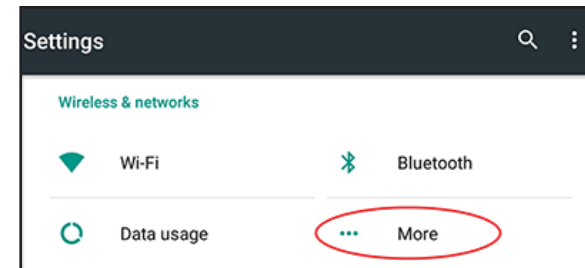 Settings
Wireless & networks
Wi-Fi
Bluetooth
Data usage
More